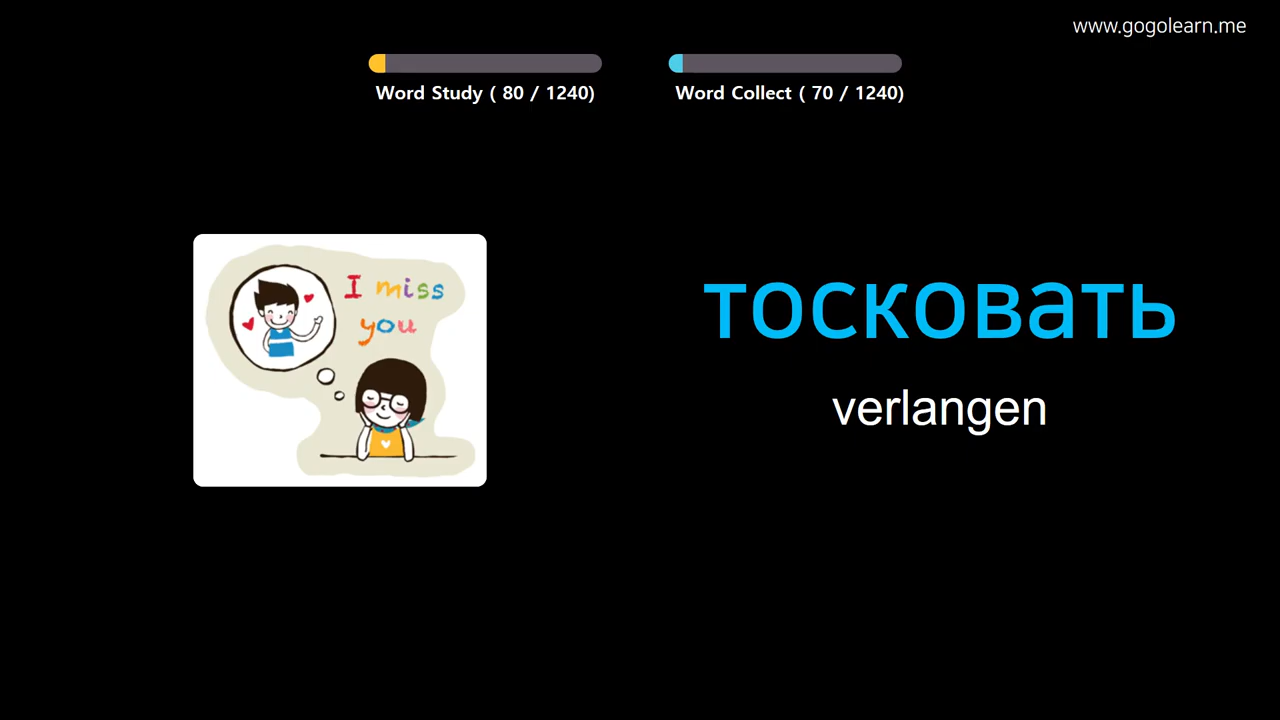 www.gogolearn.me
Word Study ( 80 / 1240)
Word Collect ( 70 / 1240)
I miss
you
тосковать
verlangen